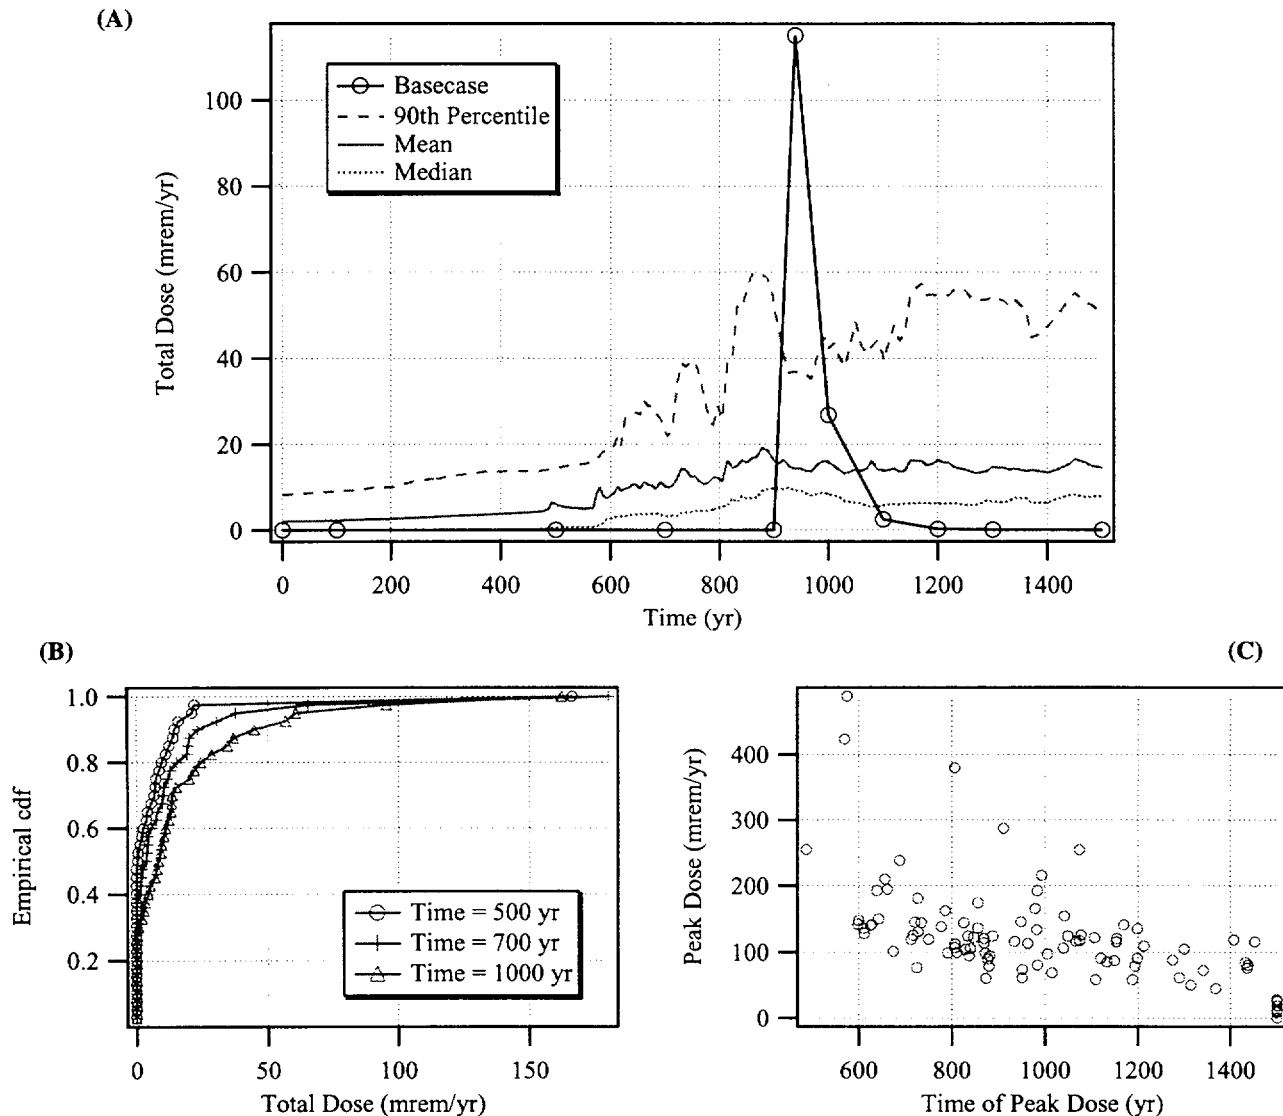 (A)
Basecase
90th Percentile
Mean
Median
Total Dose (mrem/yr)
100
80
60
40
20
0
0 200 400 600 800 1000 1200 1400
Time (yr)
(B)
Empirical cdf
1.0
0.8
0.6
0.4
0.2
Time = 500 yr
Time = 700 yr
Time = 1000 yr
0 50 100 150
Total Dose (mrem/yr)
(C)
Peak Dose (mrem/yr)
400
300
200
100
0
600 800 1000 1200 1400
Time of Peak Dose (yr)